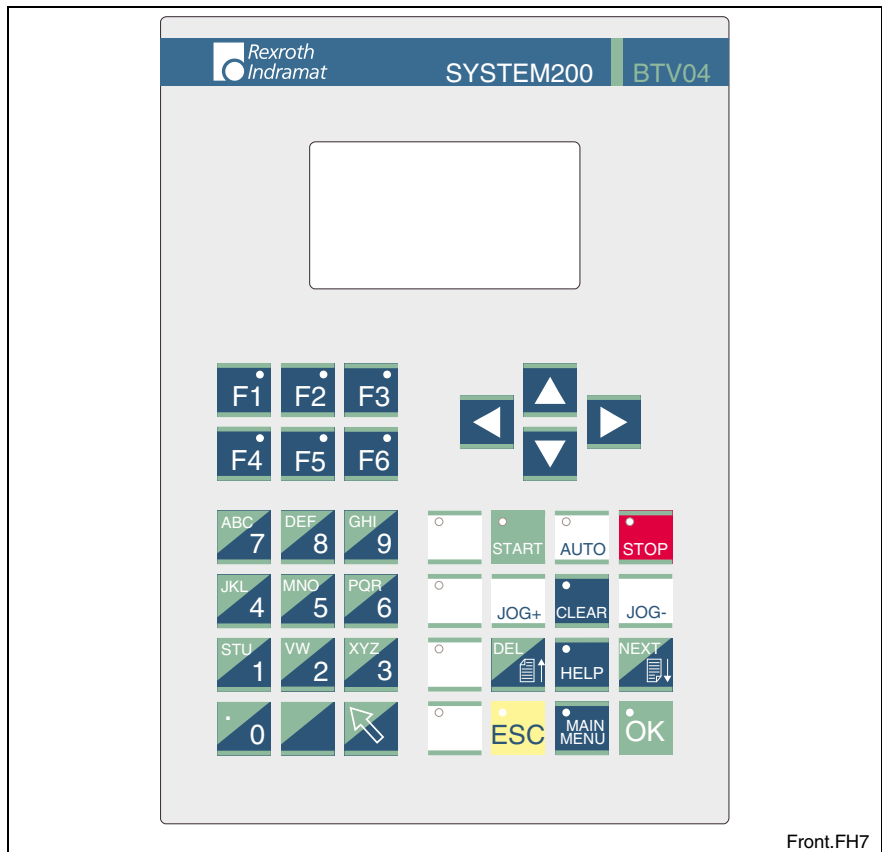 Rexroth
Indramat
SYSTEM200
BTV04
F1 F2 F3
F4 F5 F6
ABC 7 DEF 8 GHI 9
START AUTO STOP
JKL 4 MNO 5 PQR 6
JOG+ CLEAR JOG-
STU 1 VW 2 XYZ 3
DEL HELP NEXT
. 0
ESC MAIN MENU OK
Front.FH7